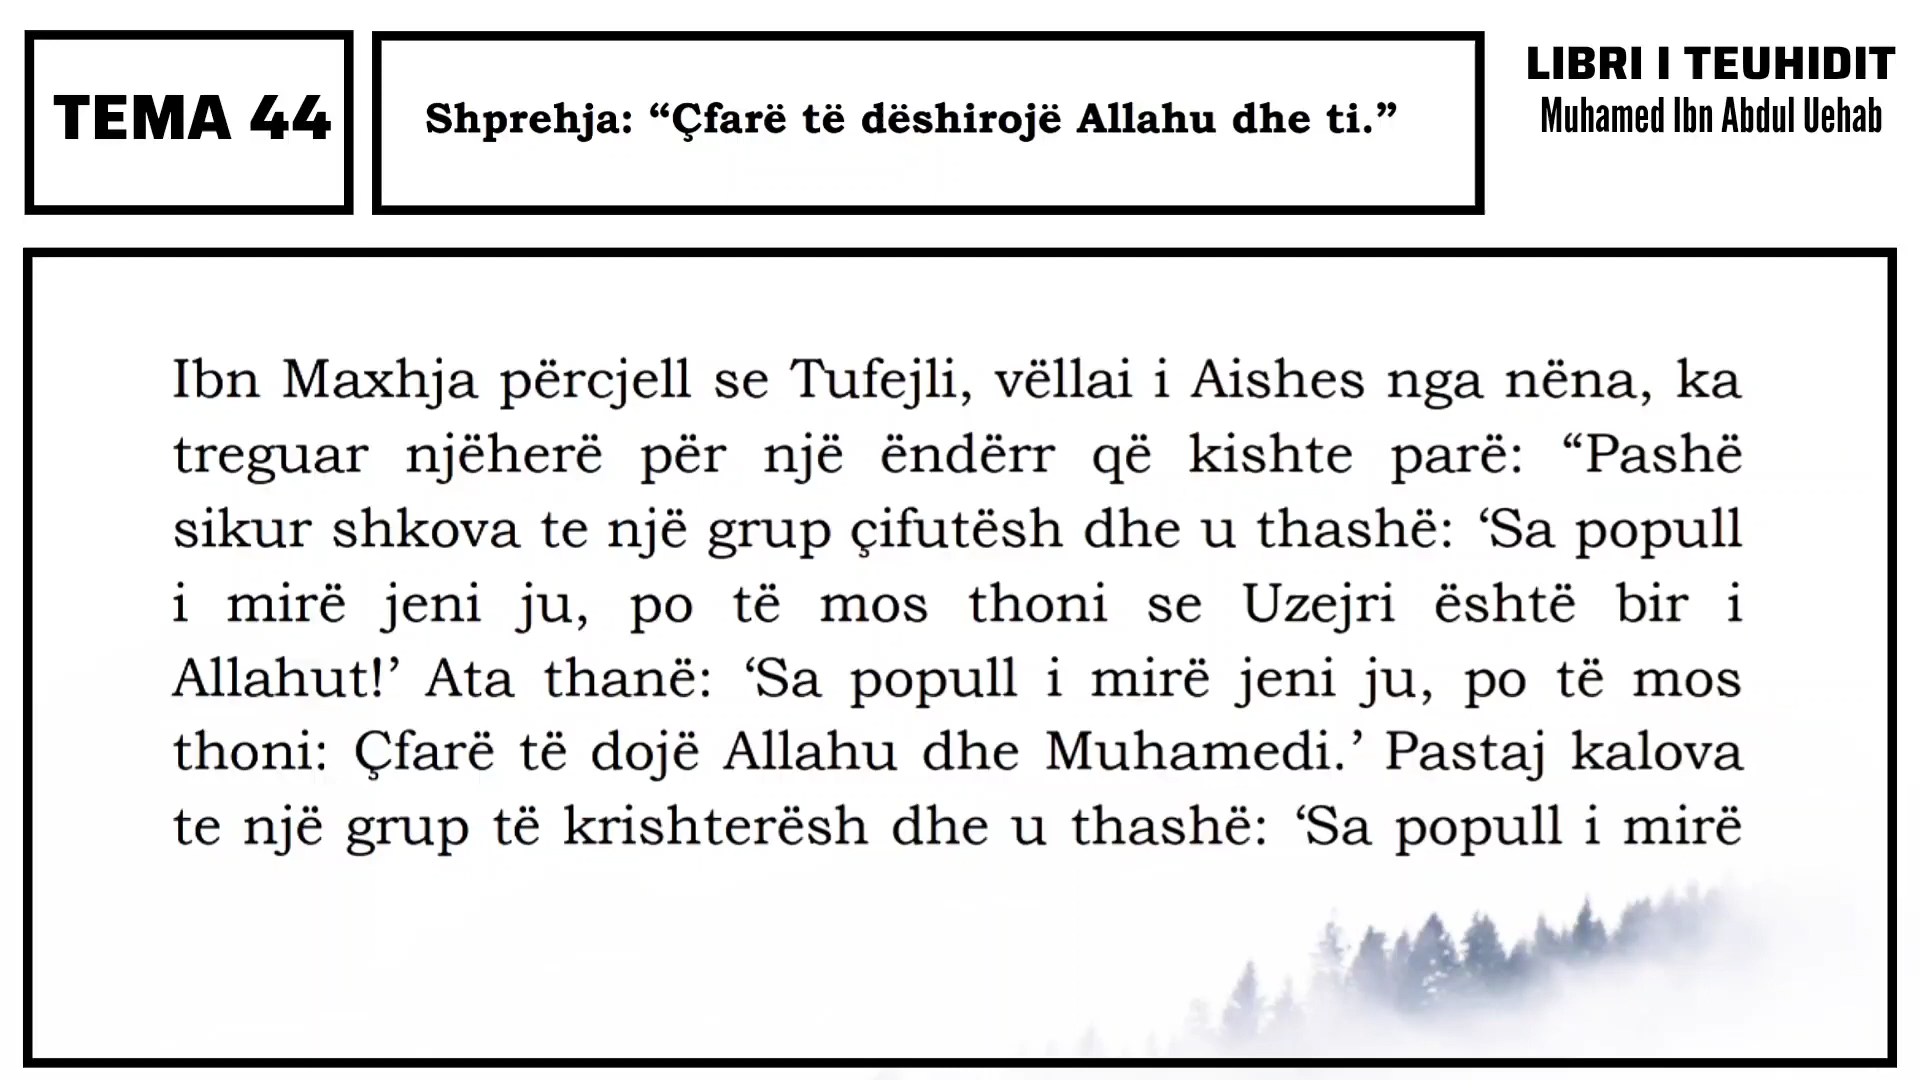 TEMA 44
Shprehja: “Çfarë të dëshirojë Allahu dhe ti.”
LIBRI I TEUHIDIT
Muhamed Ibn Abdul Uehab
Ibn Maxhja përcjell se Tufejli, vëllai i Aishes nga nëna, ka
treguar njëherë për një ëndërr që kishte parë: “Pashë
sikur shkova te një grup çifutësh dhe u thashë: ‘Sa popull
i mirë jeni ju, po të mos thoni se Uzejri është bir i
Allahut!’ Ata thanë: ‘Sa popull i mirë jeni ju, po të mos
thoni: Çfarë të dojë Allahu dhe Muhamedi.’ Pastaj kalova
te një grup të krishterësh dhe u thashë: ‘Sa popull i mirë